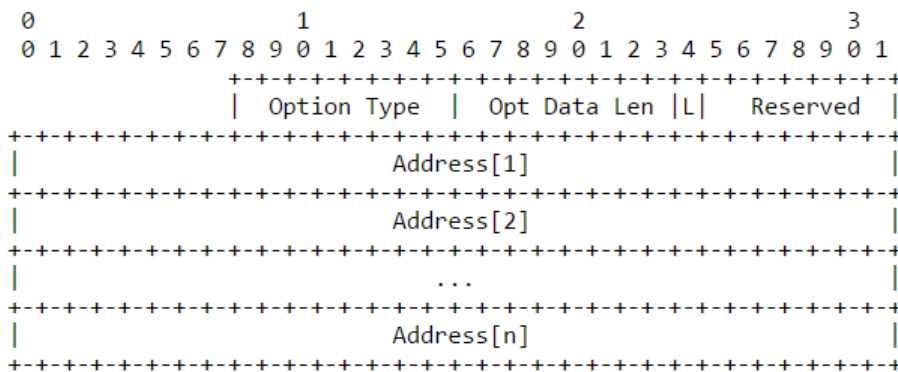 0                   1                   2                   3
0 1 2 3 4 5 6 7 8 9 0 1 2 3 4 5 6 7 8 9 0 1 2 3 4 5 6 7 8 9 0 1
                +-+-+-+-+-+-+-+-+-+-+-+-+-+-+-+-+-+-+-+-+-+-+-+-+
                |  Option Type  |  Opt Data Len |L|   Reserved  |
+-+-+-+-+-+-+-+-+-+-+-+-+-+-+-+-+-+-+-+-+-+-+-+-+-+-+-+-+-+-+-+-+
|                           Address[1]                          |
+-+-+-+-+-+-+-+-+-+-+-+-+-+-+-+-+-+-+-+-+-+-+-+-+-+-+-+-+-+-+-+-+
|                           Address[2]                          |
+-+-+-+-+-+-+-+-+-+-+-+-+-+-+-+-+-+-+-+-+-+-+-+-+-+-+-+-+-+-+-+-+
|                              ...                              |
+-+-+-+-+-+-+-+-+-+-+-+-+-+-+-+-+-+-+-+-+-+-+-+-+-+-+-+-+-+-+-+-+
|                           Address[n]                          |
+-+-+-+-+-+-+-+-+-+-+-+-+-+-+-+-+-+-+-+-+-+-+-+-+-+-+-+-+-+-+-+-+